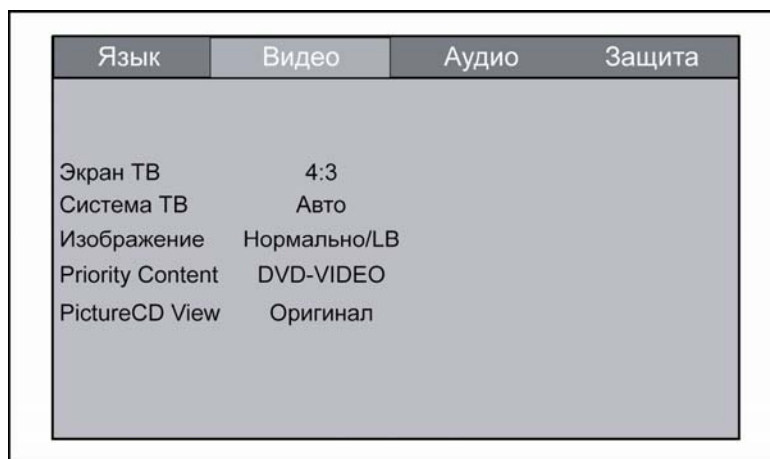 Язык Видео Аудио Защита
Экран ТВ 4:3
Система ТВ Авто
Изображение Нормально/LB
Priority Content DVD-VIDEO
PictureCD View Оригинал